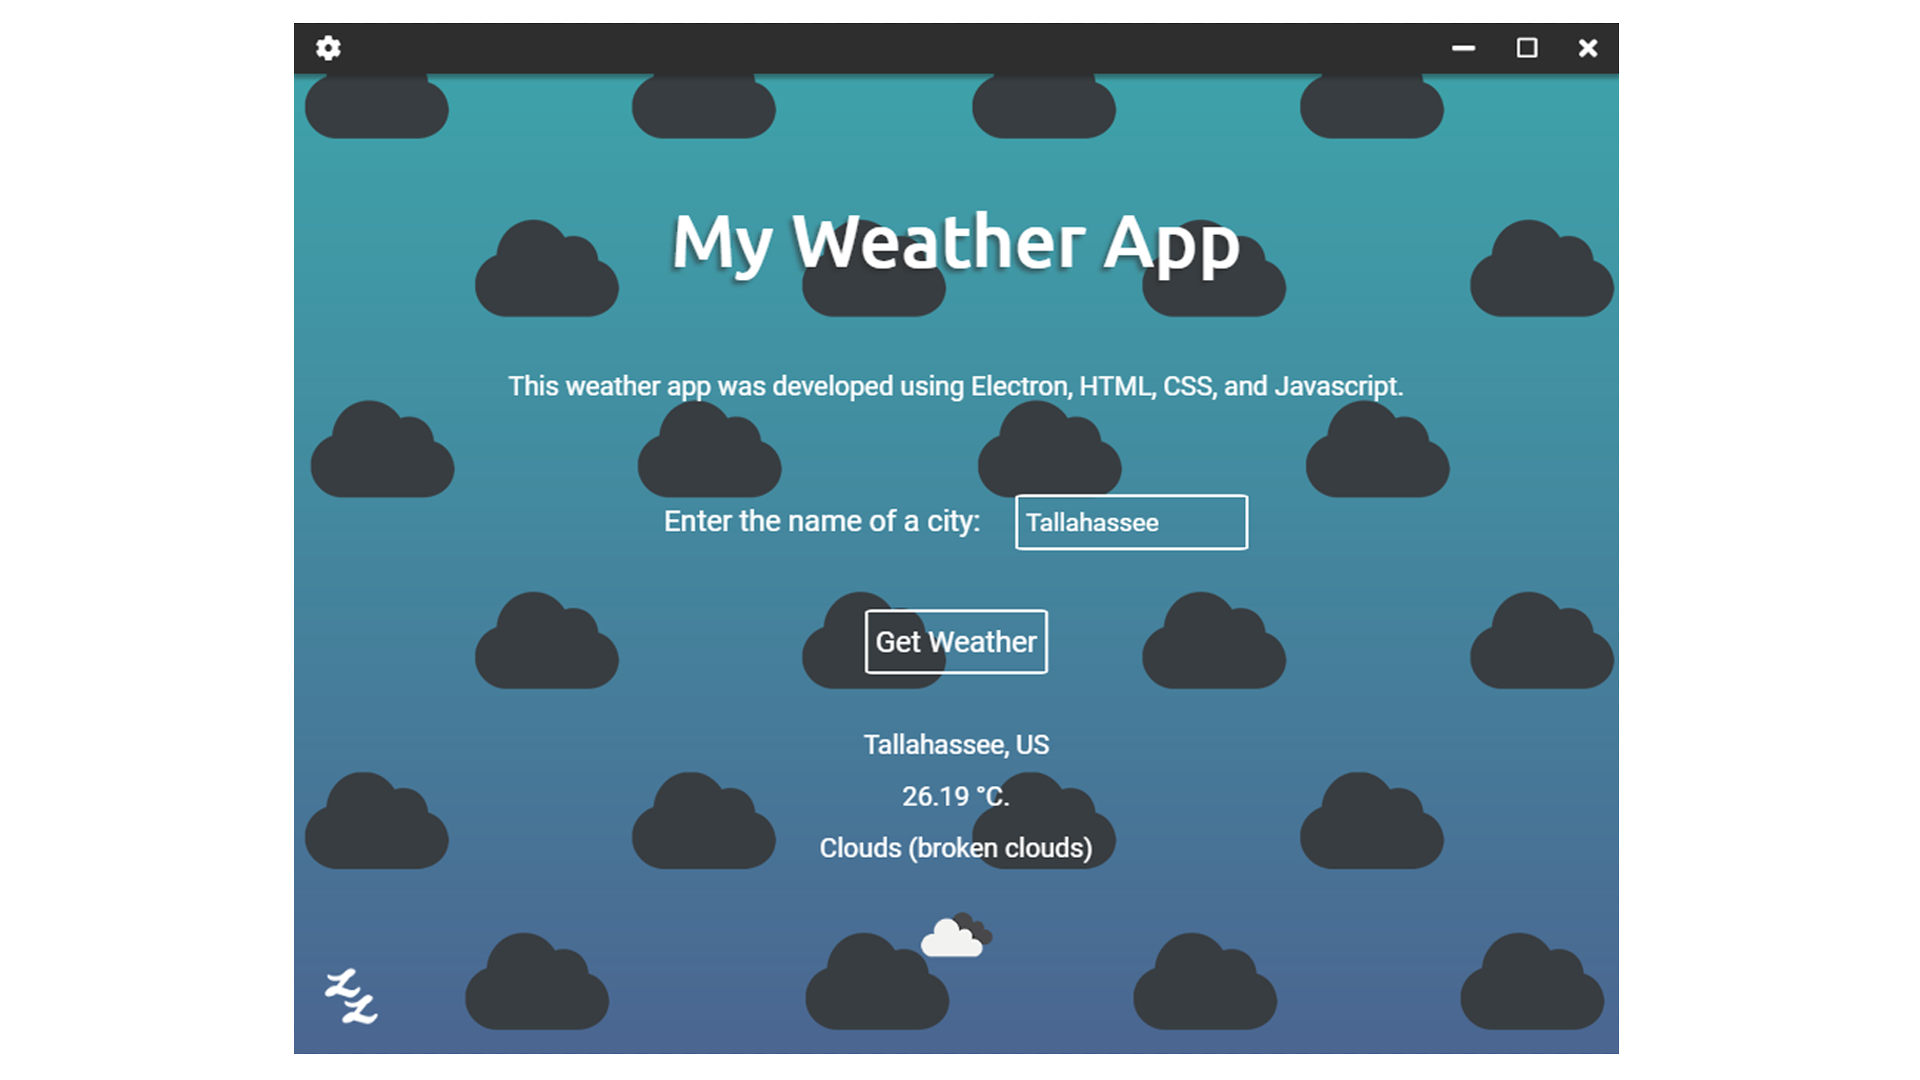 My Weather App
This weather app was developed using Electron, HTML, CSS, and Javascript.
Enter the name of a city: Tallahassee
Get Weather
Tallahassee, US
26.19 °C.
Clouds (broken clouds)